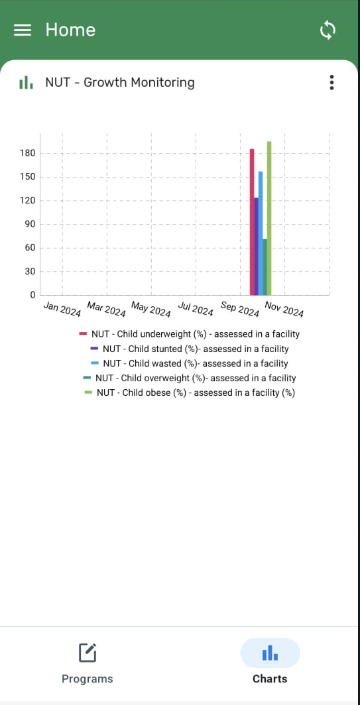 Home
NUT - Growth Monitoring
180
150
120
90
60
30
0
Jan 2024 Mar 2024 May 2024 Jul 2024 Sep 2024 Nov 2024
NUT - Child underweight (%) - assessed in a facility
NUT - Child stunted (%)- assessed in a facility
NUT - Child wasted (%)- assessed in a facility
NUT - Child overweight (%)- assessed in a facility
NUT - Child obese (%) - assessed in a facility (%)
Programs Charts